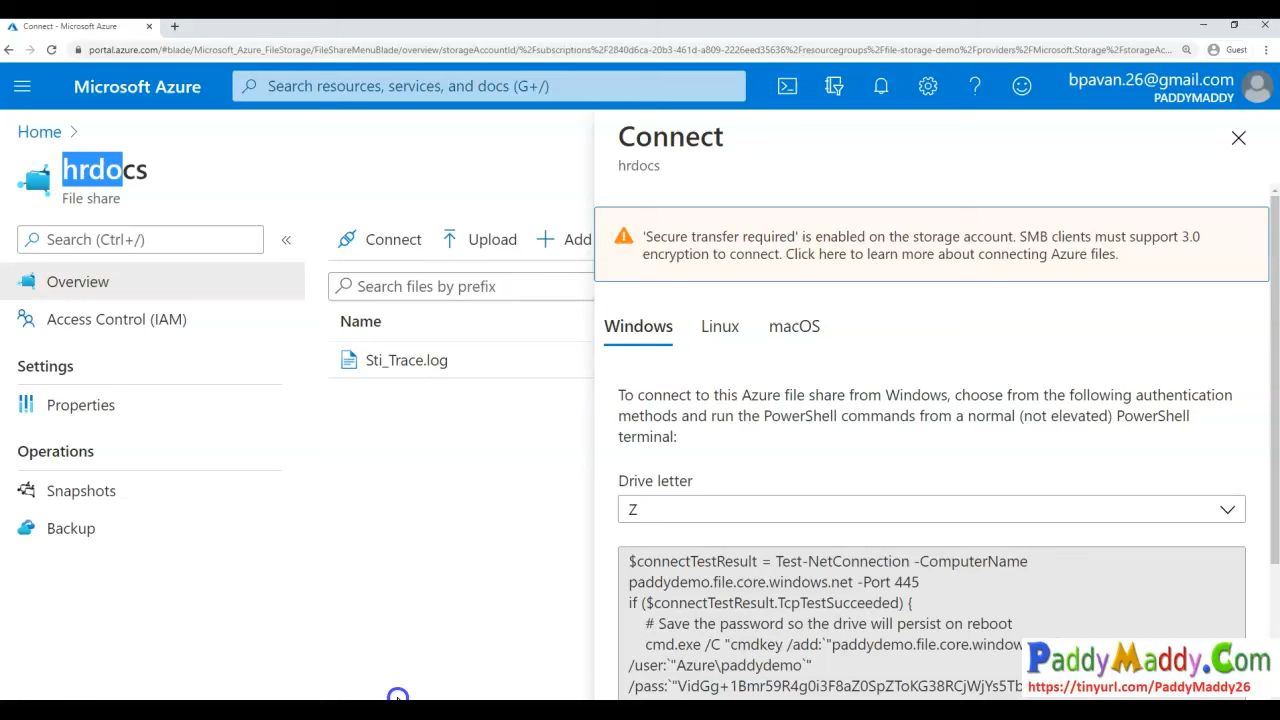 Connect - Microsoft Azure
portal.azure.com/#blade/Microsoft_Azure_FileStorage/FileShareMenuBlade/overview/storageAccountId/%2Fsubscriptions%2F2840d6ca-20b3-461d-a809-2226eed35636%2Fresourcegroups%2Ffile-storage-demo%2Fproviders%2FMicrosoft.Storage%2FstorageAc...
Guest
Microsoft Azure
Search resources, services, and docs (G+/)
bpavan.26@gmail.com
PADDYMADDY
Home >
hrdocs
File share
Search (Ctrl+/)
Overview
Access Control (IAM)
Settings
Properties
Operations
Snapshots
Backup
Connect
Upload
Add
Search files by prefix
Name
Sti_Trace.log
Connect
hrdocs
'Secure transfer required' is enabled on the storage account. SMB clients must support 3.0
encryption to connect. Click here to learn more about connecting Azure files.
Windows
Linux
macOS
To connect to this Azure file share from Windows, choose from the following authentication
methods and run the PowerShell commands from a normal (not elevated) PowerShell
terminal:
Drive letter
Z
$connectTestResult = Test-NetConnection -ComputerName
paddydemo.file.core.windows.net -Port 445
if ($connectTestResult.TcpTestSucceeded) {
# Save the password so the drive will persist on reboot
cmd.exe /C "cmdkey /add:`"paddydemo.file.core.window
/user:`"Azure\paddydemo`"
/pass:`"VidGg+1Bmr59R4g0i3F8aZ0SpZToKG38RCjWjYs5Tb
PaddyMaddy.Com
https://tinyurl.com/PaddyMaddy26